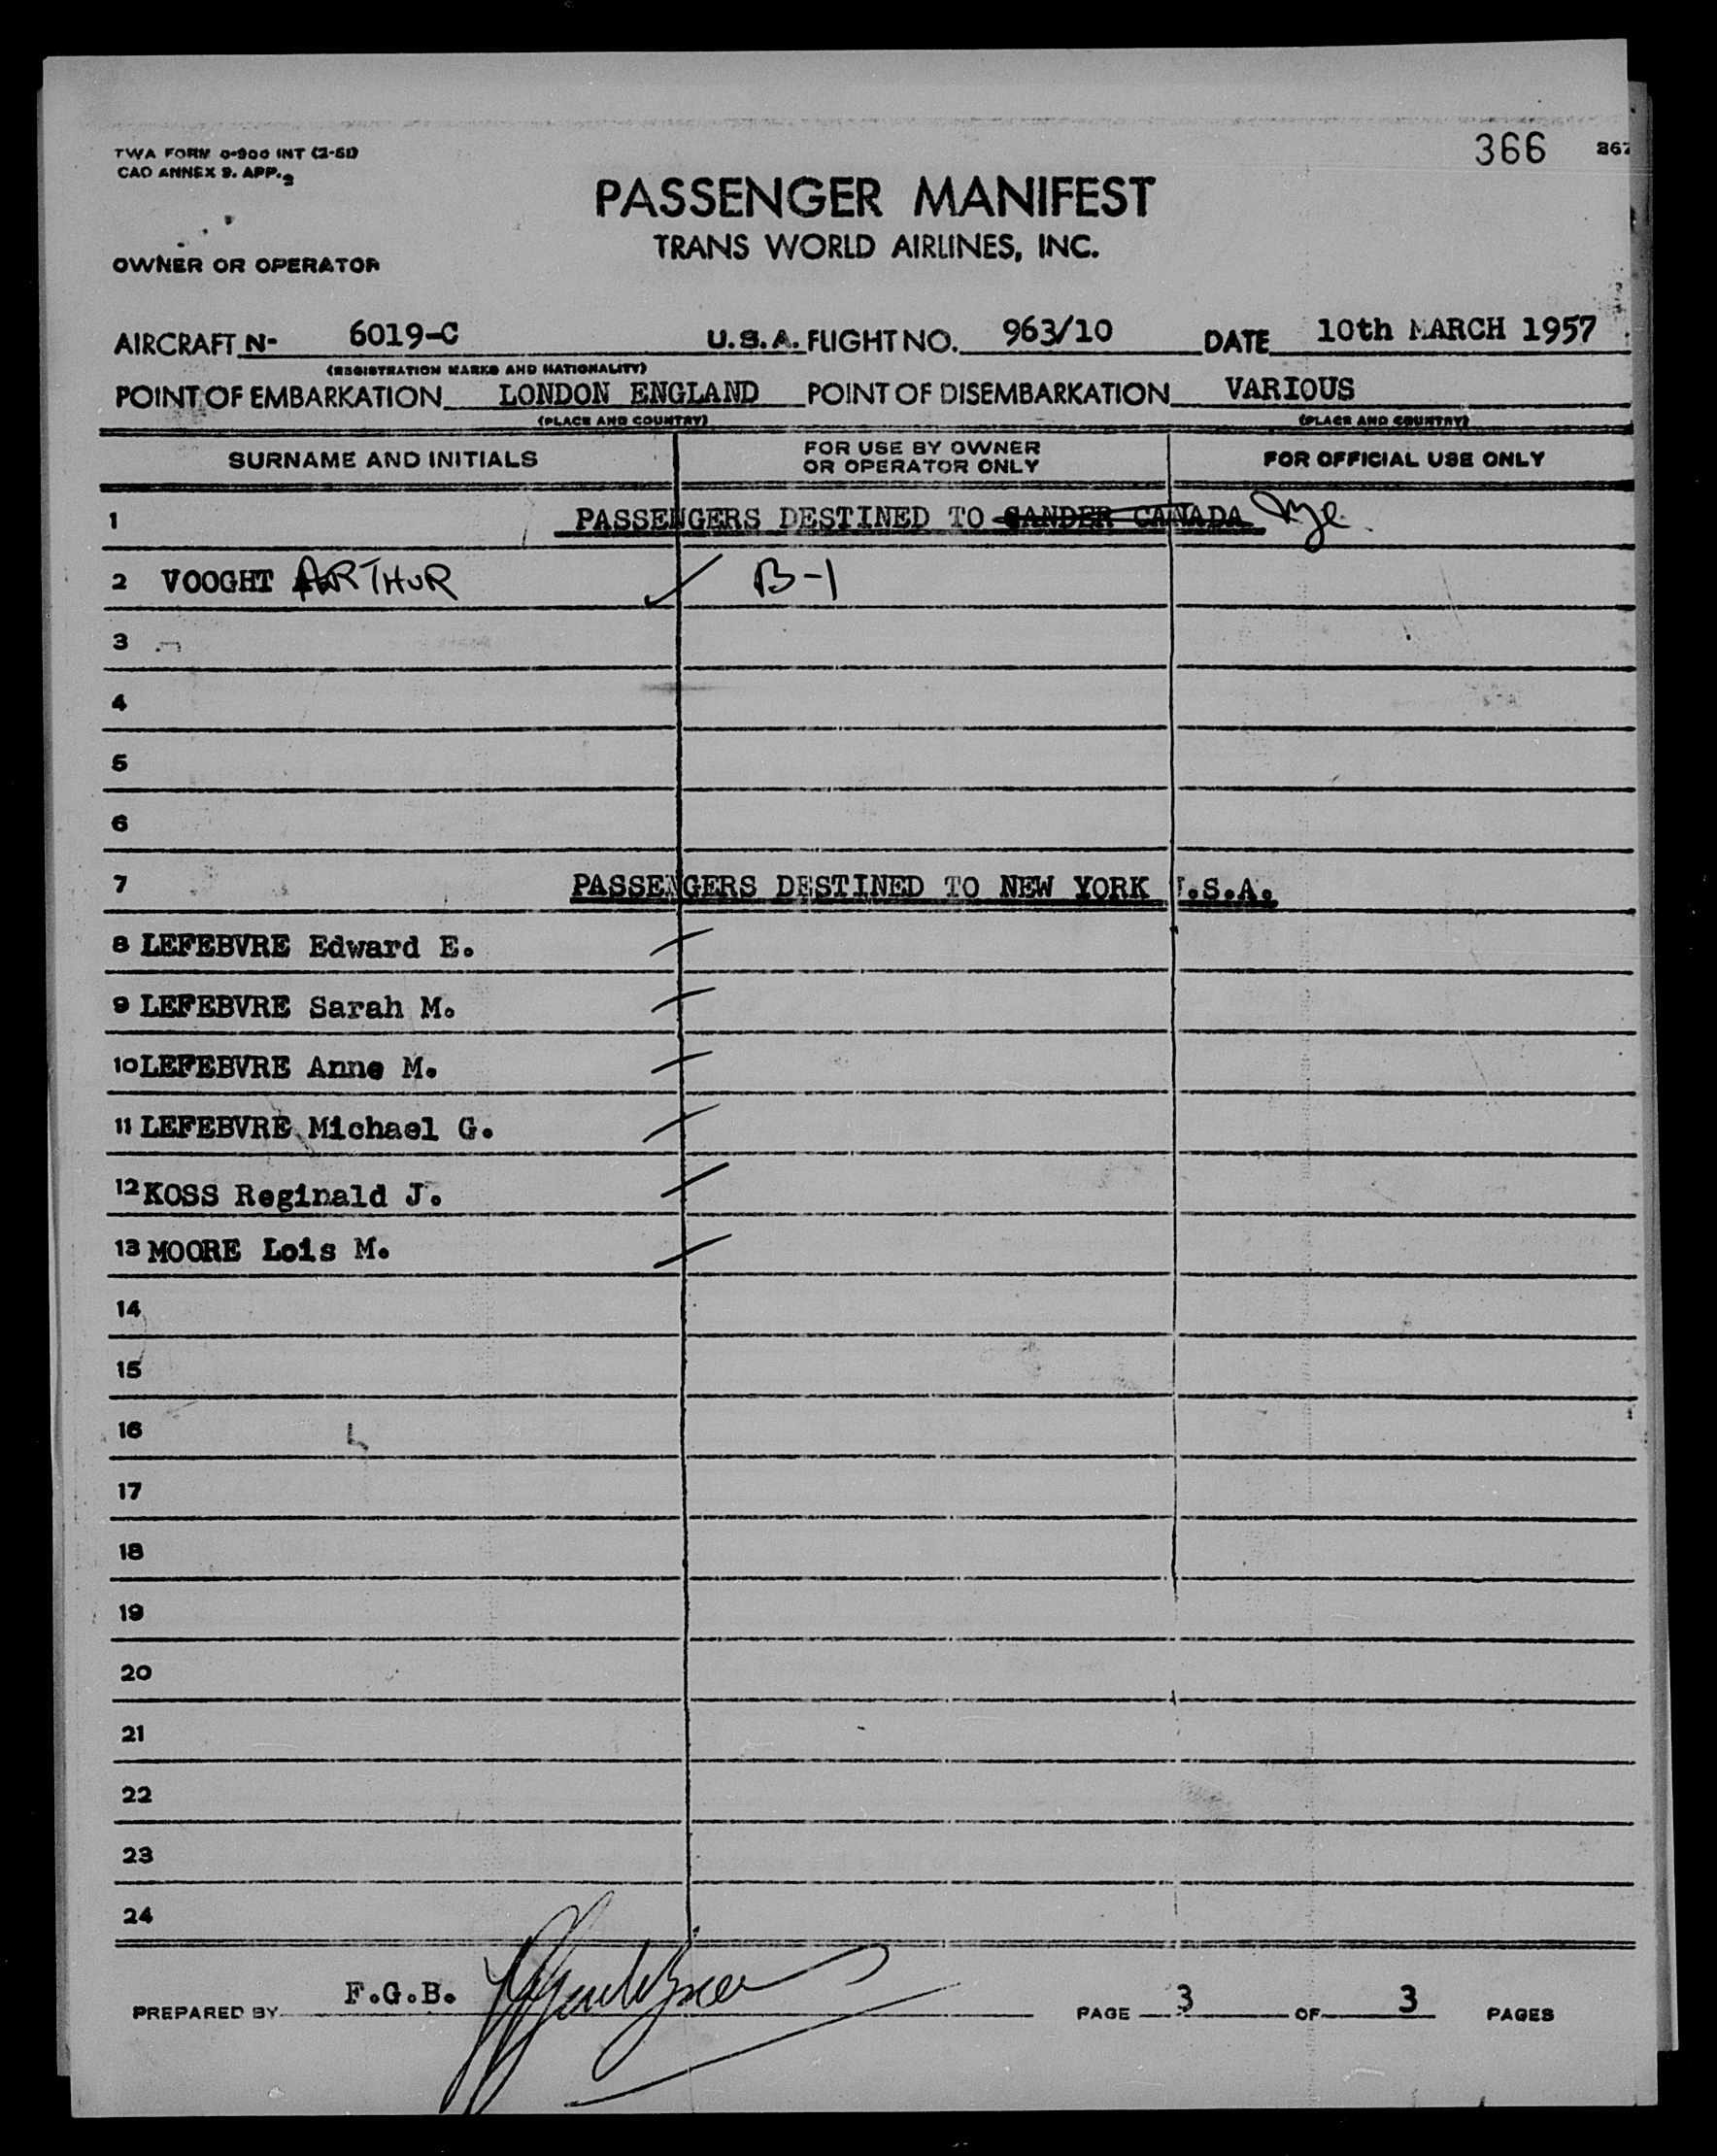 366
TWA FORM 0-900 INT (2-51)
CAO ANNEX 9. APP. 2
PASSENGER MANIFEST
TRANS WORLD AIRLINES, INC.
OWNER OR OPERATOR
AIRCRAFT N- 6019-C U.S.A. FLIGHT NO. 963/10 DATE 10th MARCH 1957
(REGISTRATION MARKS AND NATIONALITY)
POINT OF EMBARKATION LONDON ENGLAND POINT OF DISEMBARKATION VARIOUS
(PLACE AND COUNTRY) (PLACE AND COUNTRY)
SURNAME AND INITIALS FOR USE BY OWNER OR OPERATOR ONLY FOR OFFICIAL USE ONLY
1 PASSENGERS DESTINED TO GANDER CANADA
2 VOOGHT ARTHUR B-1
3
4
5
6
7 PASSENGERS DESTINED TO NEW YORK U.S.A.
8 LEFEBVRE Edward E.
9 LEFEBVRE Sarah M.
10 LEFEBVRE Anne M.
11 LEFEBVRE Michael G.
12 KOSS Reginald J.
13 MOORE Lois M.
14
15
16
17
18
19
20
21
22
23
24
PREPARED BY F.G.B. PAGE 3 OF 3 PAGES